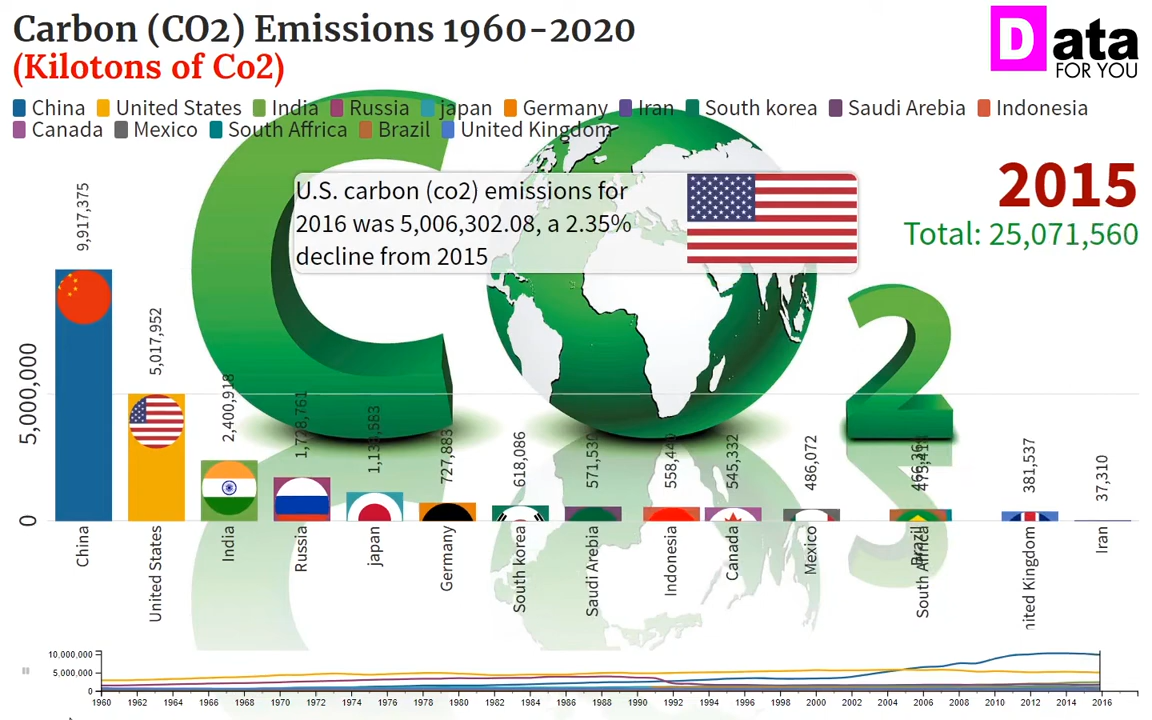 Carbon (CO2) Emissions 1960-2020
(Kilotons of Co2)
Data
FOR YOU
China United States India Russia japan Germany Iran South korea Saudi Arebia Indonesia
Canada Mexico South Affrica Brazil United Kingdom
CO2
2015
Total: 25,071,560
U.S. carbon (co2) emissions for
2016 was 5,006,302.08, a 2.35%
decline from 2015
5,000,000
0
9,917,375
5,017,952
2,400,918
618,086
545,332
486,072
381,537
37,310
China
United States
India
Russia
japan
Germany
South korea
Saudi Arebia
Indonesia
Canada
Mexico
Brazil
South Affrica
nited Kingdom
Iran
10,000,000
5,000,000
0
1960 1962 1964 1966 1968 1970 1972 1974 1976 1978 1980 1982 1984 1986 1988 1990 1992 1994 1996 1998 2000 2002 2004 2006 2008 2010 2012 2014 2016